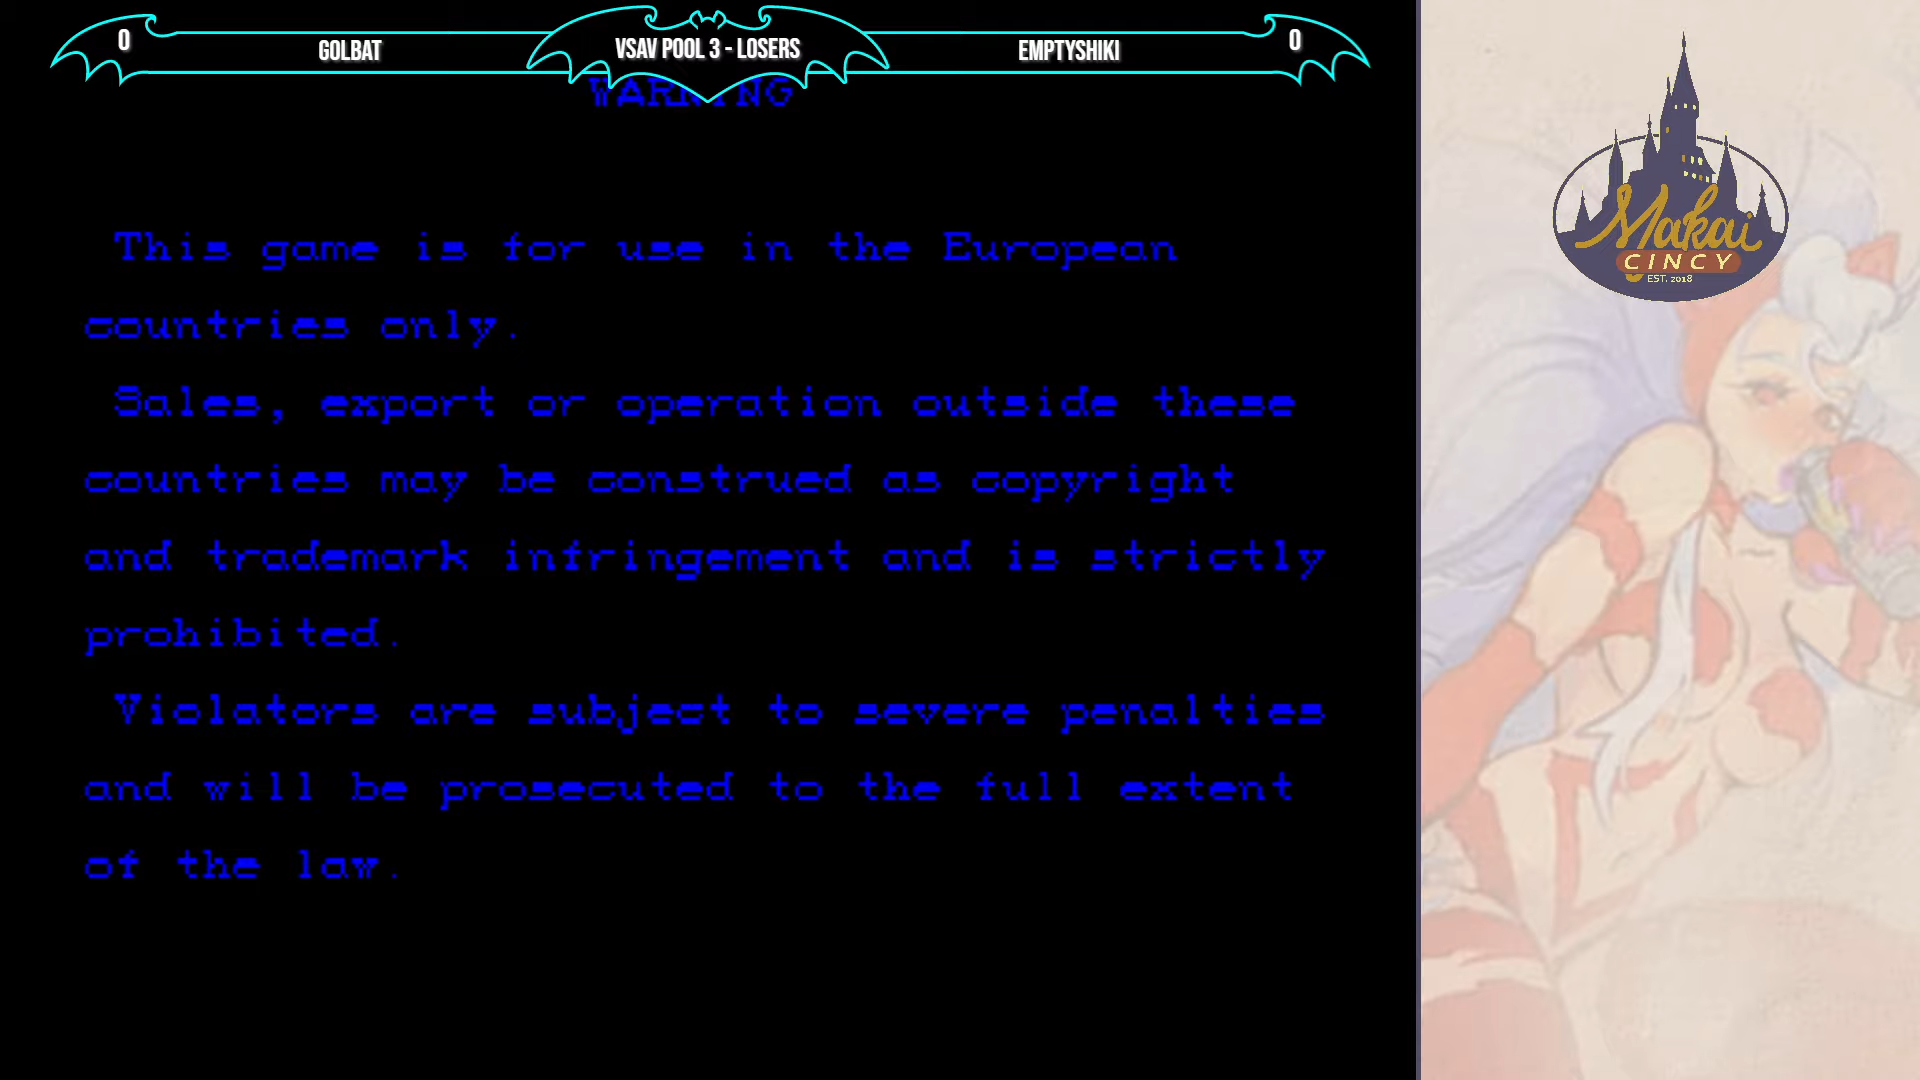 0
GOLBAT
VSAV POOL 3 - LOSERS
EMPTYSHIKI
0
WARNING
This game is for use in the European
countries only.
Sales, export or operation outside these
countries may be construed as copyright
and trademark infringement and is strictly
prohibited.
Violators are subject to severe penalties
and will be prosecuted to the full extent
of the law.
Makai
CINCY
EST. 2018